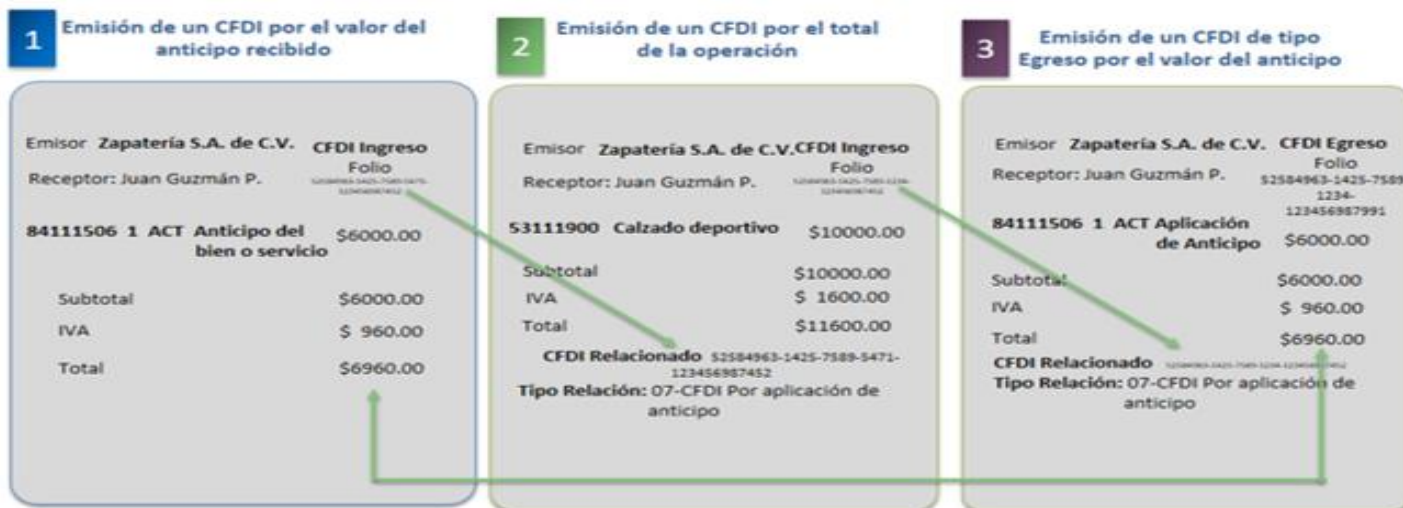 1
Emisión de un CFDI por el valor del
anticipo recibido
Emisor Zapatería S.A. de C.V. CFDI Ingreso
Folio
Receptor: Juan Guzmán P.
84111506 1 ACT Anticipo del $6000.00
bien o servicio
Subtotal $6000.00
IVA $ 960.00
Total $6960.00
2
Emisión de un CFDI por el total
de la operación
Emisor Zapatería S.A. de C.V. CFDI Ingreso
Folio
Receptor: Juan Guzmán P.
53111900 Calzado deportivo $10000.00
Subtotal $10000.00
IVA $ 1600.00
Total $11600.00
CFDI Relacionado 52584963-1425-7589-5471-
123456987452
Tipo Relación: 07-CFDI Por aplicación de
anticipo
3
Emisión de un CFDI de tipo
Egreso por el valor del anticipo
Emisor Zapatería S.A. de C.V. CFDI Egreso
Folio
Receptor: Juan Guzmán P. 52584963-1425-7589
1234-
123456987991
84111506 1 ACT Aplicación
de Anticipo $6000.00
Subtotal $6000.00
IVA $ 960.00
Total $6960.00
CFDI Relacionado
Tipo Relación: 07-CFDI Por aplicación de
anticipo